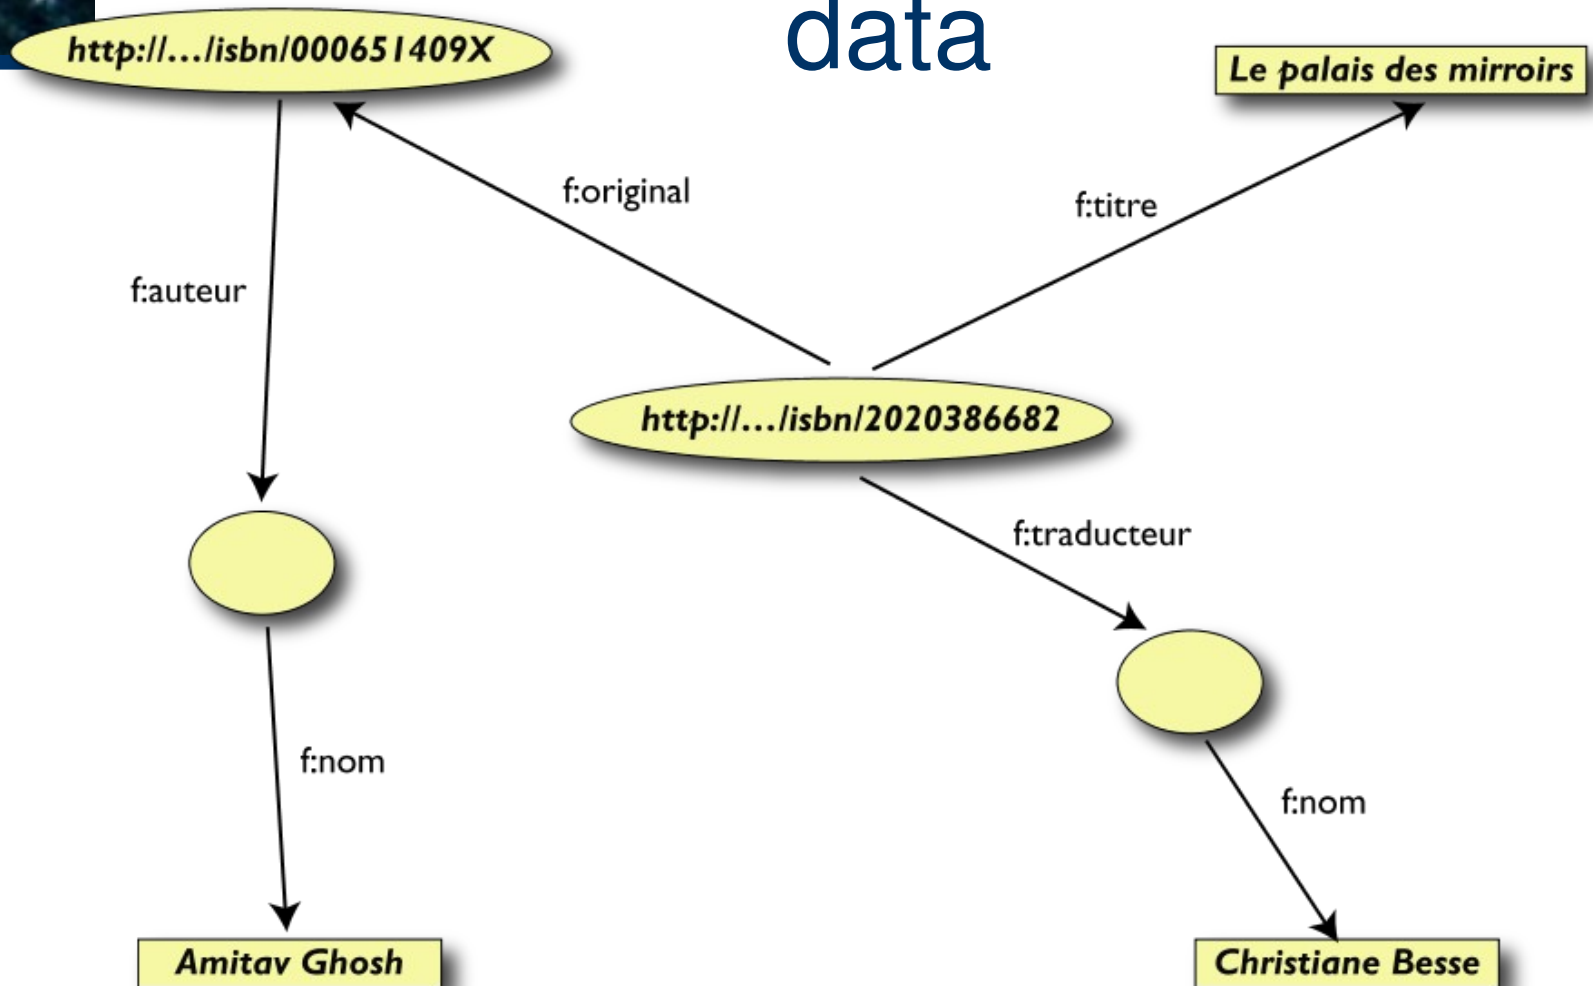 data
http://…/isbn/000651409X
Le palais des mirroirs
f:original
f:titre
f:auteur
http://…/isbn/2020386682
f:traducteur
f:nom
f:nom
Amitav Ghosh
Christiane Besse